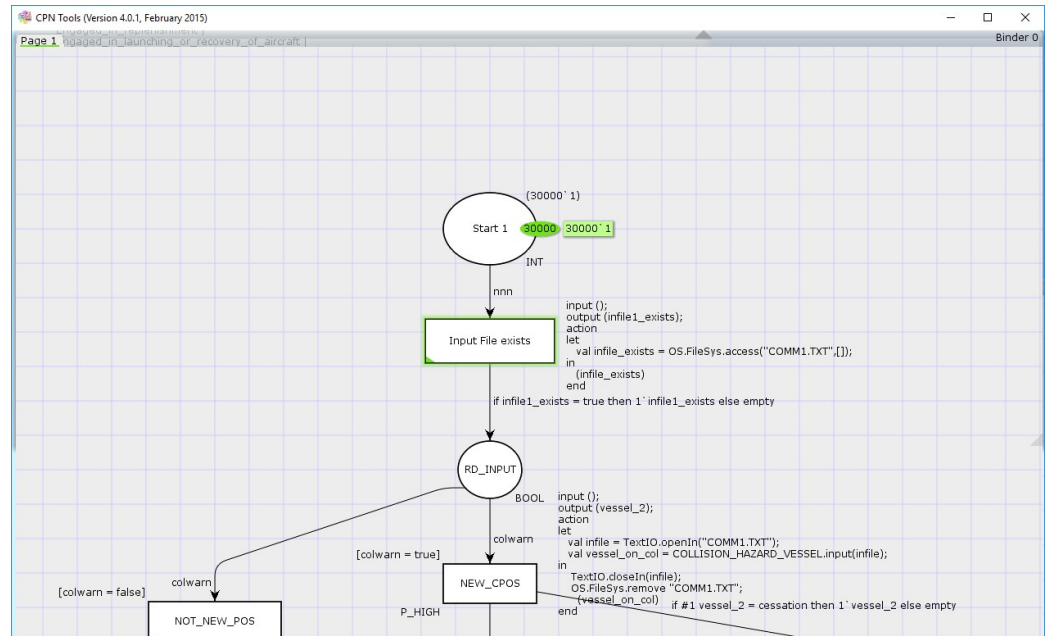 CPN Tools (Version 4.0.1, February 2015)
Engaged_in_replenishment |
Page 1
ngaged_in_launching_or_recovery_of_aircraft |
Binder 0
(30000`1)
Start 1
30000
30000`1
INT
nnn
input ();
output (infile1_exists);
action
let
val infile_exists = OS.FileSys.access("COMM1.TXT",[]);
in
(infile_exists)
end
Input File exists
if infile1_exists = true then 1`infile1_exists else empty
RD_INPUT
BOOL
input ();
output (vessel_2);
action
let
val infile = TextIO.openIn("COMM1.TXT");
val vessel_on_col = COLLISION_HAZARD_VESSEL.input(infile);
in
TextIO.closeIn(infile);
OS.FileSys.remove "COMM1.TXT";
(vessel_on_col)
end
colwarn
[colwarn = true]
NEW_CPOS
P_HIGH
if #1 vessel_2 = cessation then 1`vessel_2 else empty
colwarn
[colwarn = false]
NOT_NEW_POS